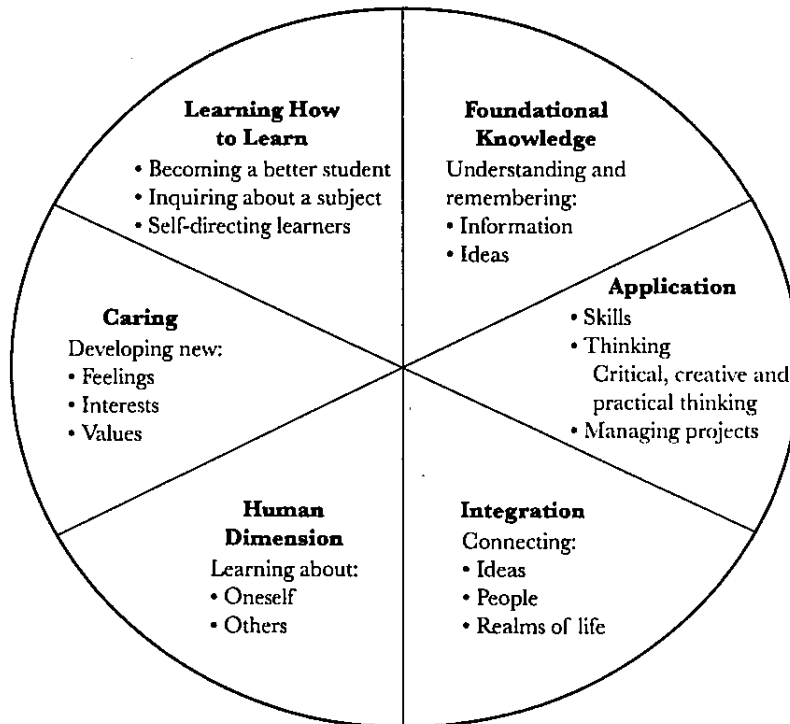 Learning How
to Learn
• Becoming a better student
• Inquiring about a subject
• Self-directing learners
Foundational
Knowledge
Understanding and
remembering:
• Information
• Ideas
Application
• Skills
• Thinking
Critical, creative and
practical thinking
• Managing projects
Integration
Connecting:
• Ideas
• People
• Realms of life
Human
Dimension
Learning about:
• Oneself
• Others
Caring
Developing new:
• Feelings
• Interests
• Values